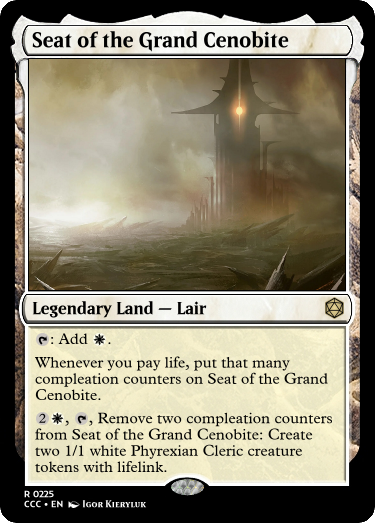 Seat of the Grand Cenobite
Legendary Land — Lair
: Add .
Whenever you pay life, put that many
compleation counters on Seat of the Grand
Cenobite.
2 , , Remove two compleation counters
from Seat of the Grand Cenobite: Create
two 1/1 white Phyrexian Cleric creature
tokens with lifelink.
R 0225
CCC • EN Igor Kieryluk